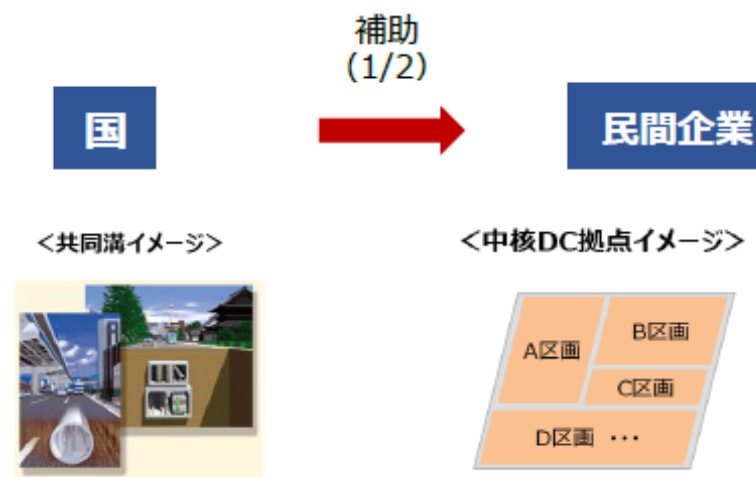 補助
(1/2)
国
民間企業
＜共同溝イメージ＞
＜中核DC拠点イメージ＞
A区画
B区画
C区画
D区画 ・・・